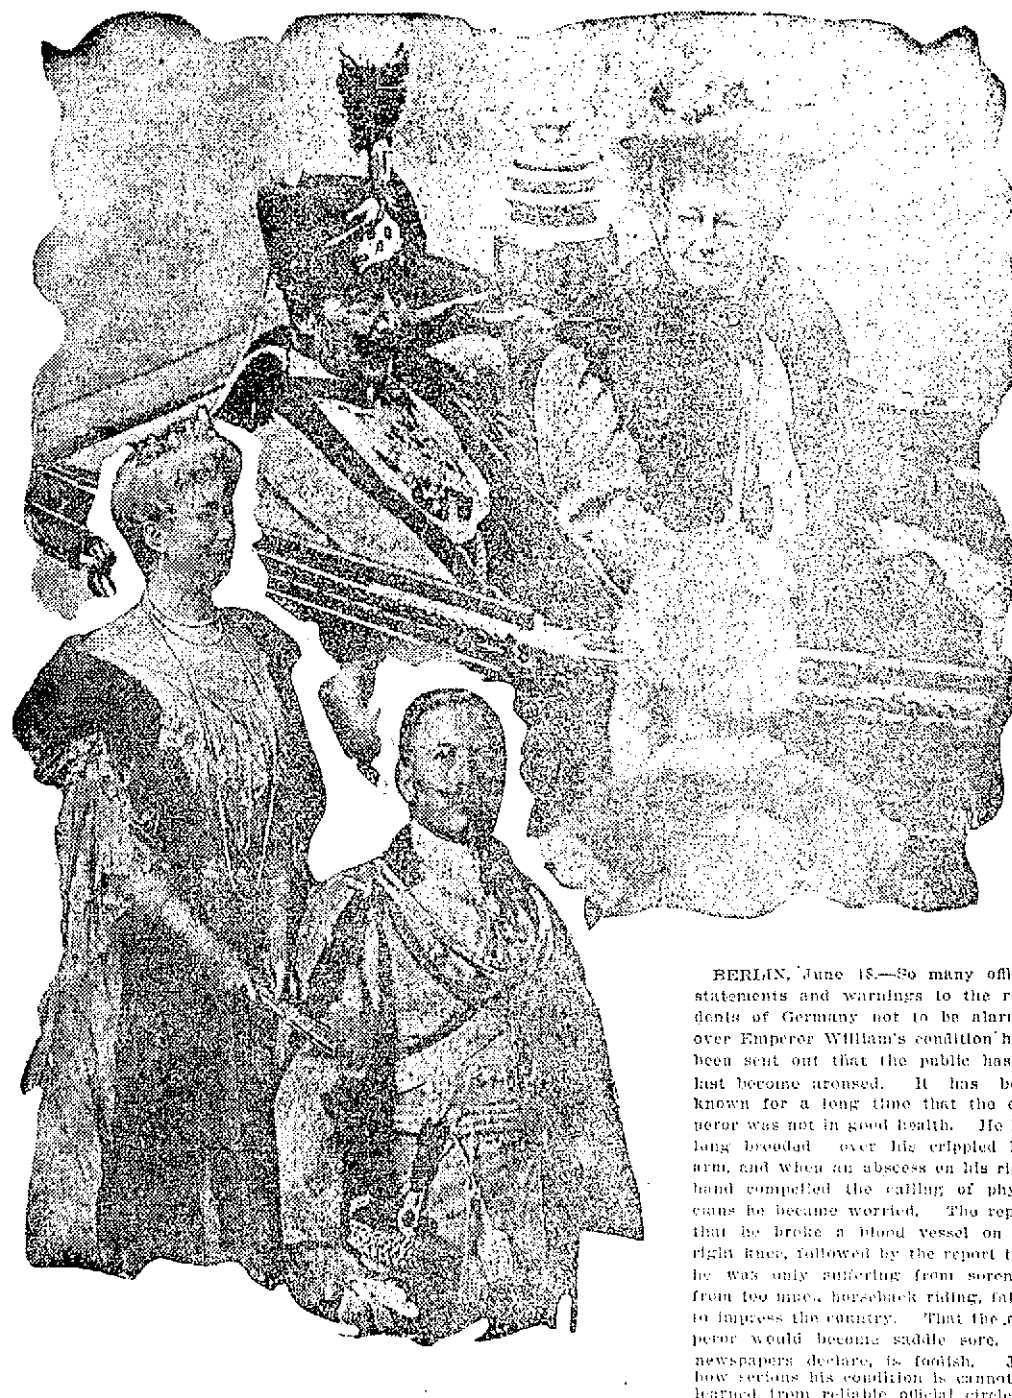 BERLIN, June 18.—So many offi
statements and warnings to the r
dents of Germany not to be alar
over Emperor William's condition h
been sent out that the public has
last become aroused. It has be
known for a long time that the e
peror was not in good health. He
long brooded over his crippled
arm, and when an abscess on his ri
hand compelled the calling of phy
cians he became worried. The rep
that he broke a blood vessel on
right knee, followed by the report t
he was only suffering from soren
from too much horseback riding, fa
to impress the country. That the
peror would become saddle sore,
newspapers declare, is foolish. J
how serious his condition is cannot
learned from reliable official circle